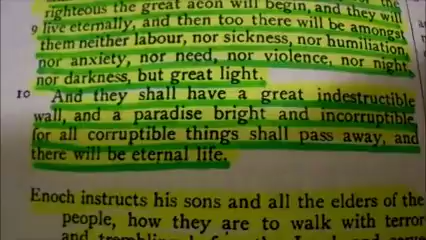 righteous the great aeon will begin, and they will
9 live eternally, and then too there will be amongst
them neither labour, nor sickness, nor humiliation,
nor anxiety, nor need, nor violence, nor night,
nor darkness, but great light.
10 And they shall have a great indestructible
wall, and a paradise bright and incorruptible,
for all corruptible things shall pass away, and
there will be eternal life.
Enoch instructs his sons and all the elders of the
people, how they are to walk with terror
and trembling